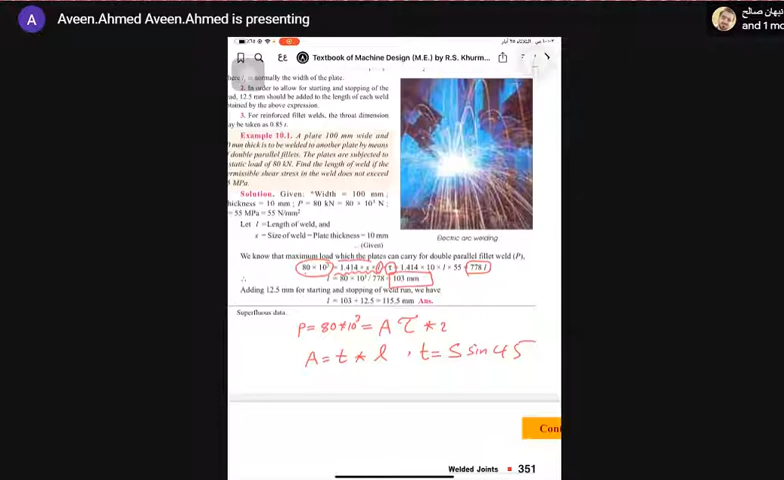 A Aveen.Ahmed Aveen.Ahmed is presenting
and 1 mo
Textbook of Machine Design (M.E.) by R.S. Khurm...
normally the width of the plate.
2. In order to allow for starting and stopping of the
12.5 mm should be added to the length of each weld
tained by the above expression.
3. For reinforced fillet welds, the throat dimension
ay be taken as 0.85 t.
Example 10.1. A plate 100 mm wide and
mm thick is to be welded to another plate by means
double parallel fillets. The plates are subjected to
static load of 80 kN. Find the length of weld if the
ermissible shear stress in the weld does not exceed
MPa.
Solution. Given: *Width = 100 mm ;
hickness = 10 mm ; P = 80 kN = 80 × 10³ N ;
= 55 MPa = 55 N/mm²
Let l = Length of weld, and
s = Size of weld = Plate thickness = 10 mm
... (Given)
Electric arc welding
We know that maximum load which the plates can carry for double parallel fillet weld (P),
80 × 10³ = 1.414 × s × l × τ = 1.414 × 10 × l × 55 = 778 l
∴ l = 80 × 10³ / 778 = 103 mm
Adding 12.5 mm for starting and stopping of weld run, we have
l = 103 + 12.5 = 115.5 mm Ans.
Superfluous data.
P = 80*10³ = A τ * 2
A = t * l , t = S sin 45
Cont
Welded Joints ■ 351